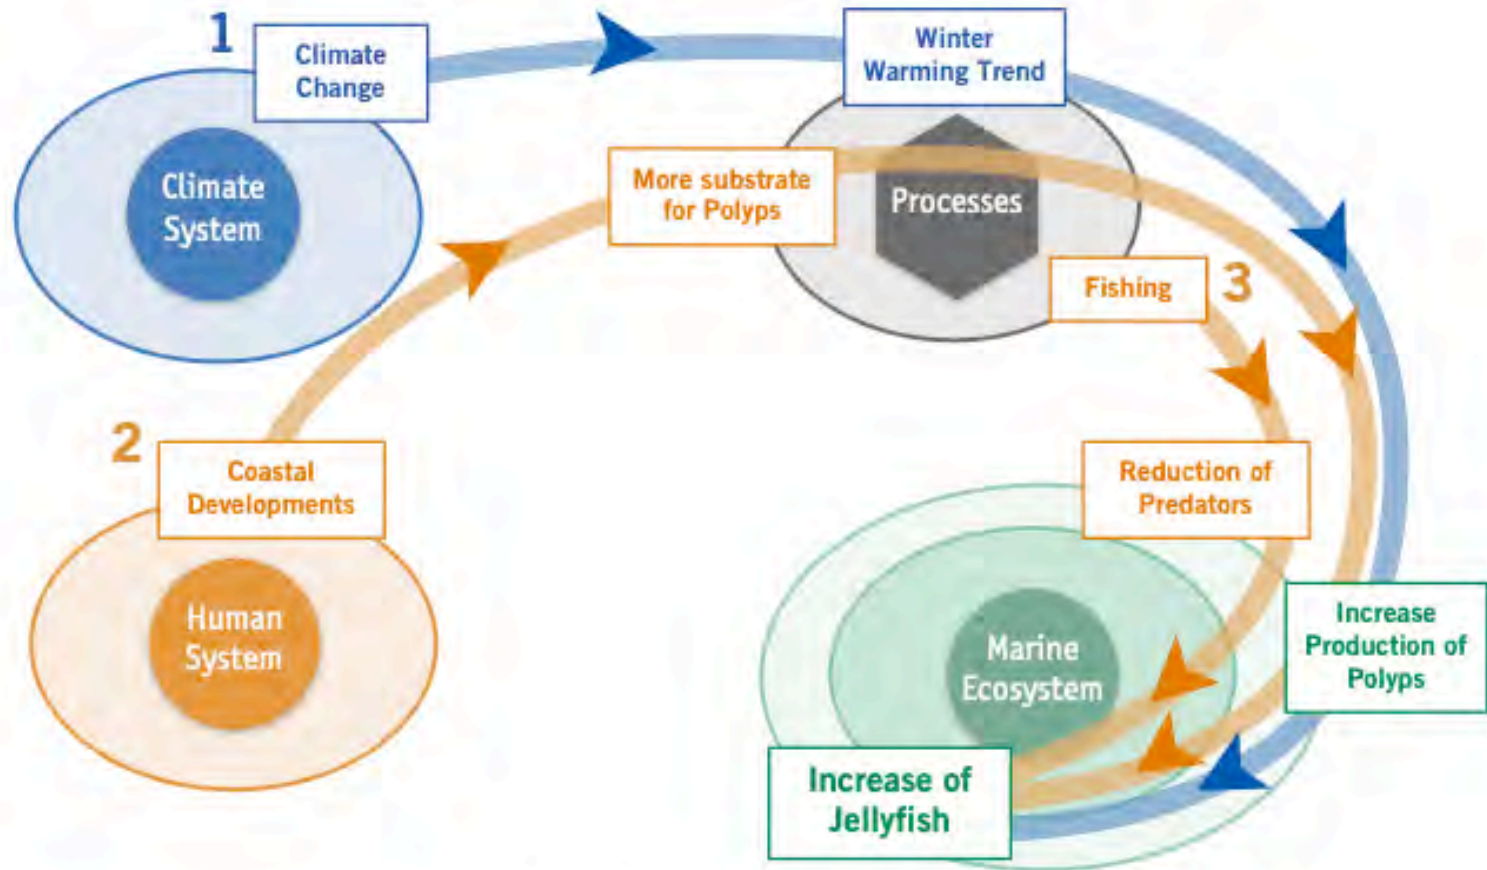 1
Climate
Change
Winter
Warming Trend
Climate
System
More substrate
for Polyps
Processes
Fishing
3
2
Coastal
Developments
Reduction of
Predators
Human
System
Marine
Ecosystem
Increase
Production of
Polyps
Increase of
Jellyfish